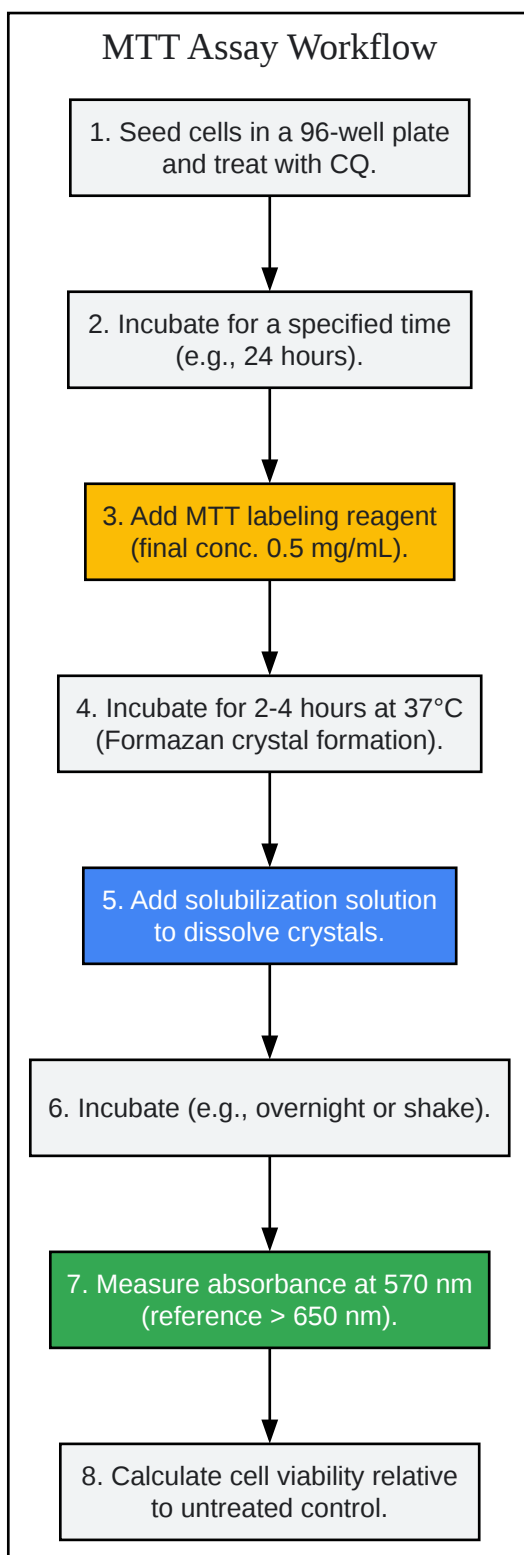 MTT Assay Workflow
1. Seed cells in a 96-well plate
and treat with CQ.
2. Incubate for a specified time
(e.g., 24 hours).
3. Add MTT labeling reagent
(final conc. 0.5 mg/mL).
4. Incubate for 2-4 hours at 37°C
(Formazan crystal formation).
5. Add solubilization solution
to dissolve crystals.
6. Incubate (e.g., overnight or shake).
7. Measure absorbance at 570 nm
(reference > 650 nm).
8. Calculate cell viability relative
to untreated control.